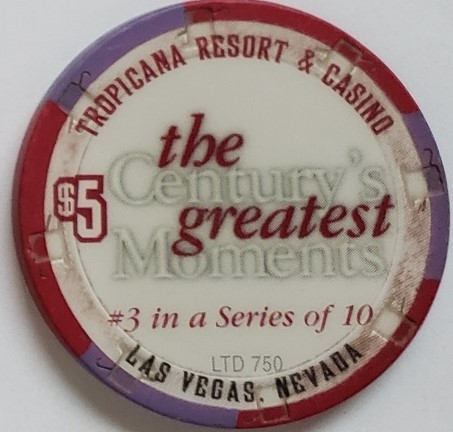 TROPICANA RESORT & CASINO
the
Century's
greatest
Moments
$5
#3 in a Series of 10
LTD 750
LAS VEGAS, NEVADA